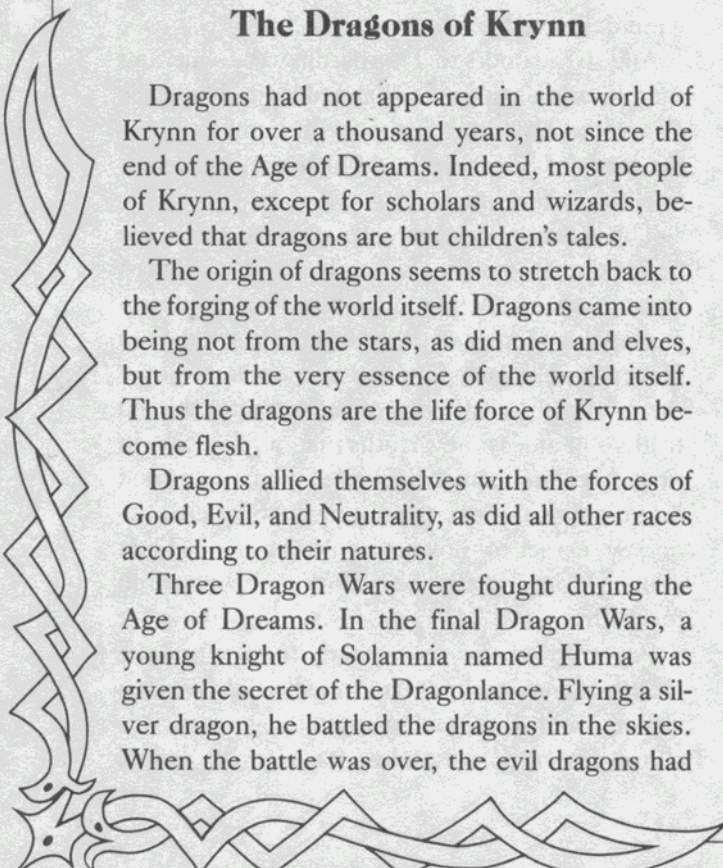 The Dragons of Krynn
Dragons had not appeared in the world of
Krynn for over a thousand years, not since the
end of the Age of Dreams. Indeed, most people
of Krynn, except for scholars and wizards, be-
lieved that dragons are but children's tales.
The origin of dragons seems to stretch back to
the forging of the world itself. Dragons came into
being not from the stars, as did men and elves,
but from the very essence of the world itself.
Thus the dragons are the life force of Krynn be-
come flesh.
Dragons allied themselves with the forces of
Good, Evil, and Neutrality, as did all other races
according to their natures.
Three Dragon Wars were fought during the
Age of Dreams. In the final Dragon Wars, a
young knight of Solamnia named Huma was
given the secret of the Dragonlance. Flying a sil-
ver dragon, he battled the dragons in the skies.
When the battle was over, the evil dragons had